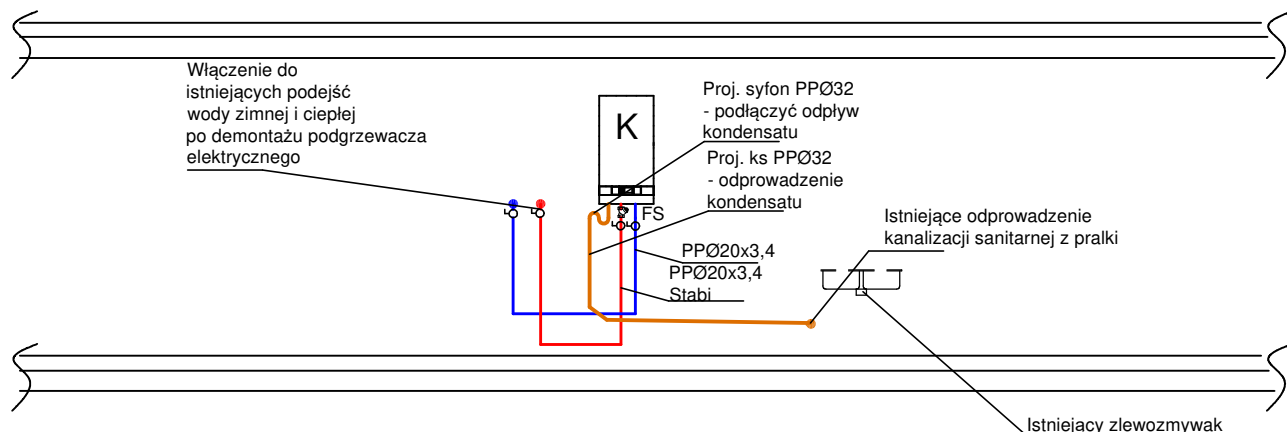 Włączenie do
istniejących podejść
wody zimnej i ciepłej
po demontażu podgrzewacza
elektrycznego
K
Proj. syfon PPØ32
- podłączyć odpływ
kondensatu
Proj. ks PPØ32
- odprowadzenie
kondensatu
FS
PPØ20x3,4
PPØ20x3,4
Stabi
Istniejące odprowadzenie
kanalizacji sanitarnej z pralki
Istniejacy zlewozmywak